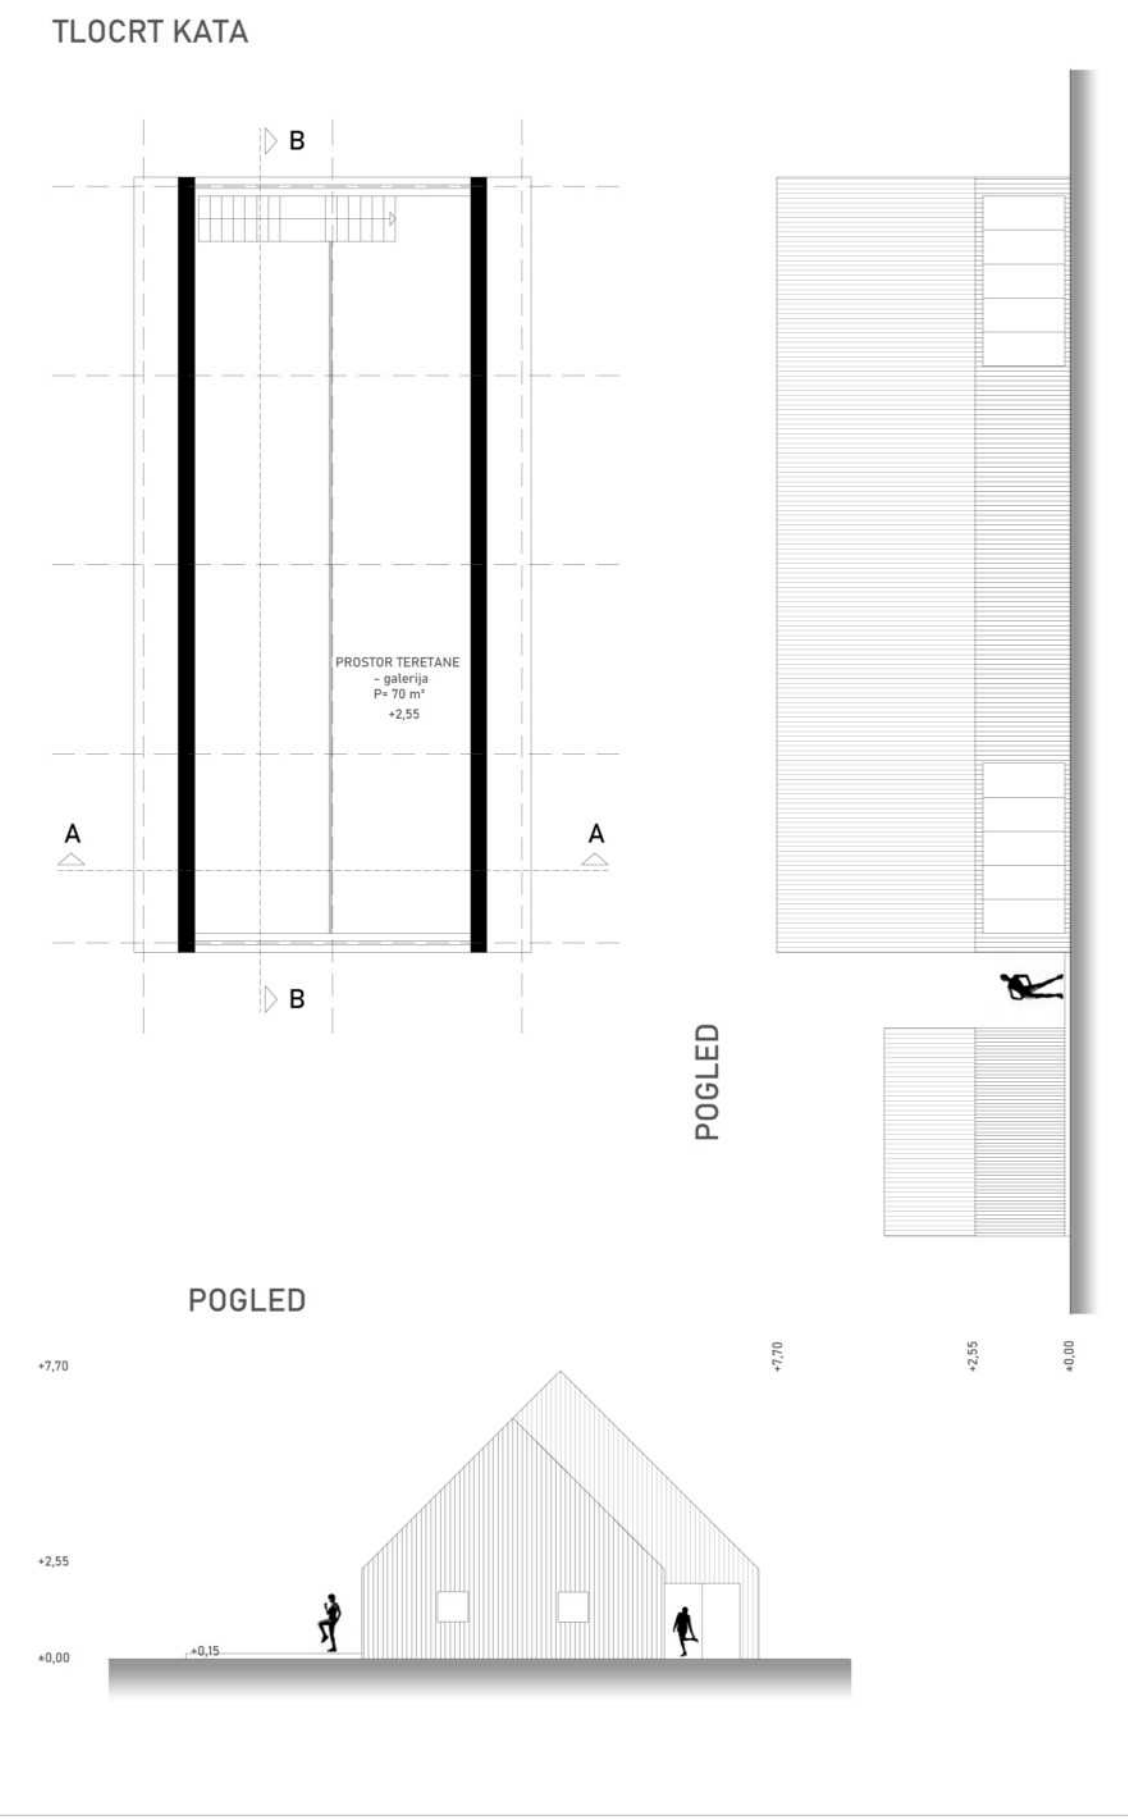 TLOCRT KATA
B
PROSTOR TERETANE
- galerija
P= 70 m²
+2,55
A
A
B
POGLED
POGLED
+7,70
+2,55
+0,00
+7,70
+2,55
+0,15
+0,00